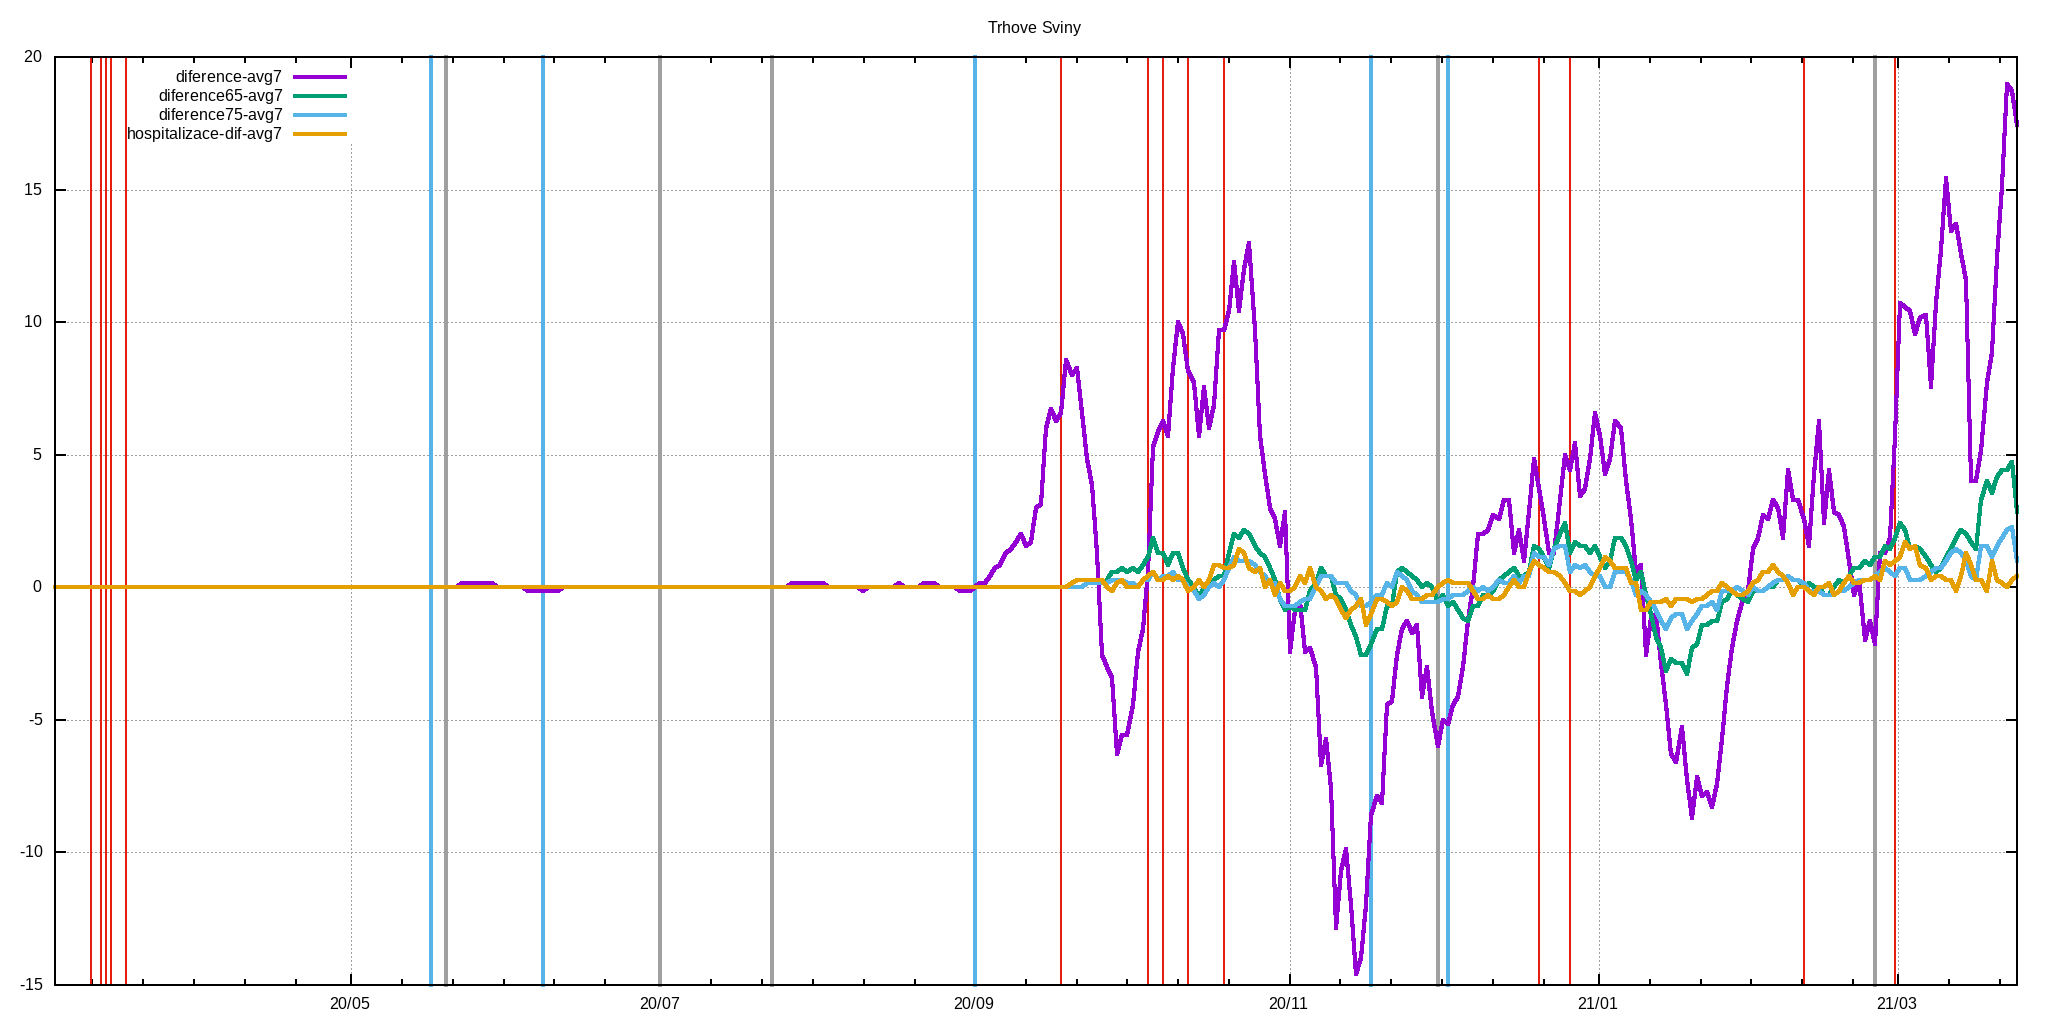 Trhove Sviny
diference-avg7
diference65-avg7
diference75-avg7
hospitalizace-dif-avg7
20
15
10
5
0
-5
-10
-15
20/05 20/07 20/09 20/11 21/01 21/03